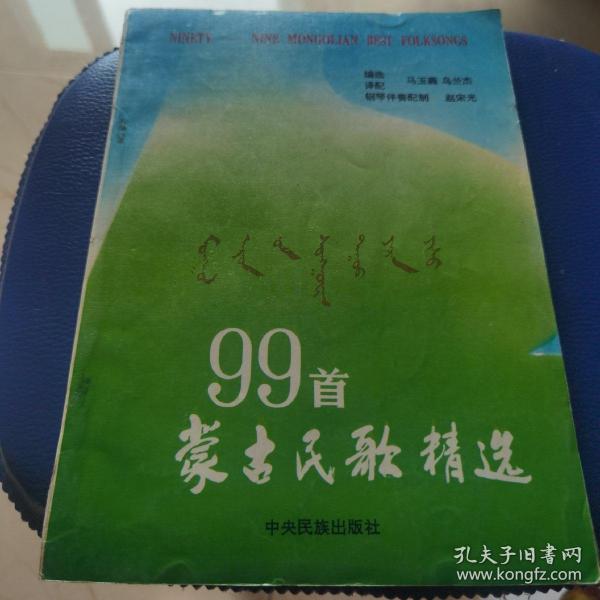 NINETY — NINE MONGOLIAN BEST FOLKSONGS
编选
译配 马玉蘅 乌兰杰
钢琴伴奏配制 赵宋光
99首
蒙古民歌精选
中央民族出版社
孔夫子旧书网
www.kongfz.com